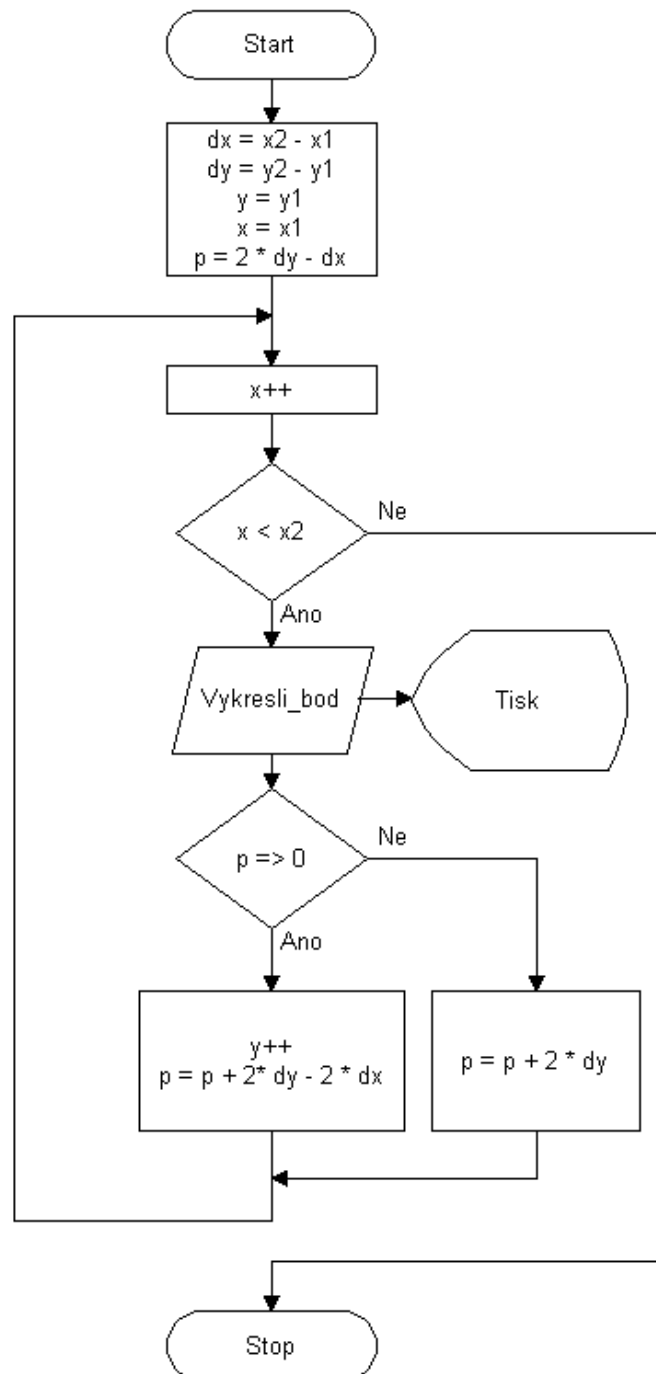 Start
dx = x2 - x1
dy = y2 - y1
y = y1
x = x1
p = 2 * dy - dx
x++
x < x2
Ne
Ano
Vykresli_bod
Tisk
p => 0
Ne
Ano
y++
p = p + 2* dy - 2 * dx
p = p + 2 * dy
Stop